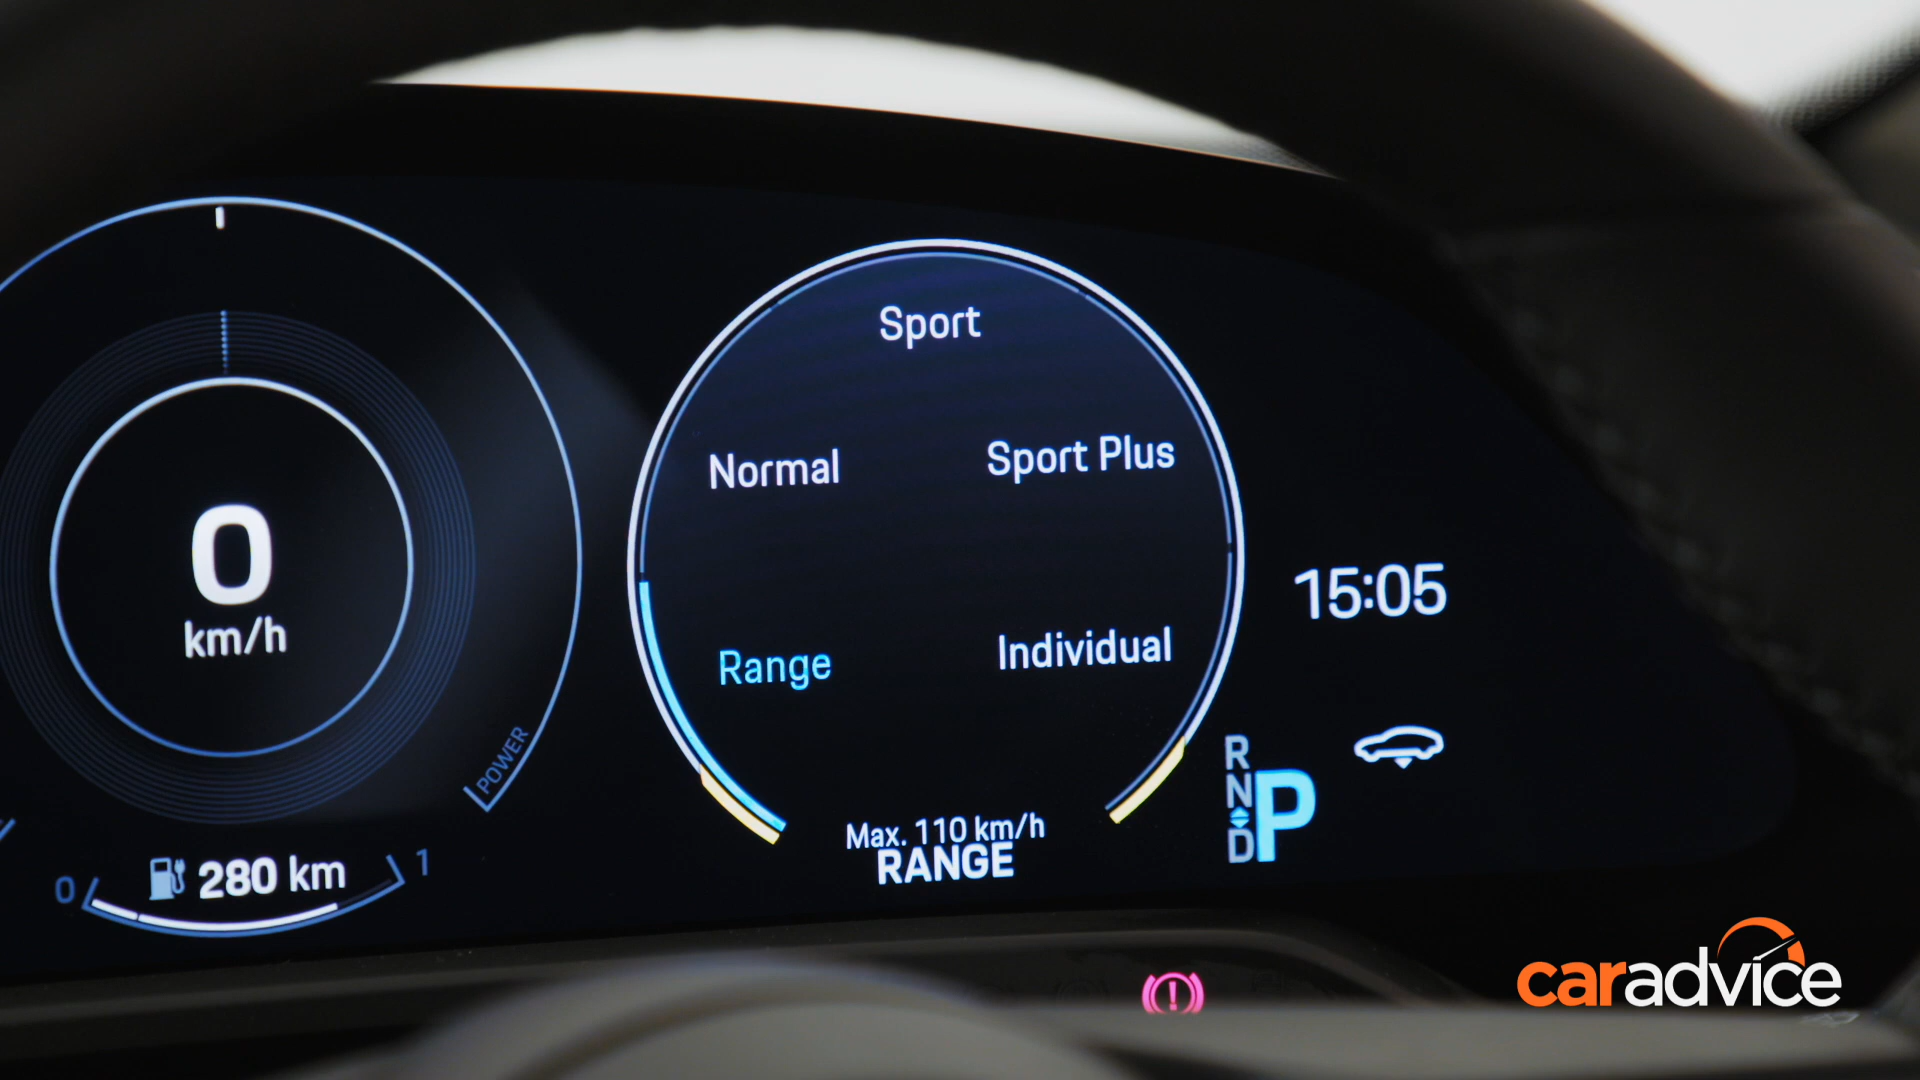 Sport
Normal
Sport Plus
0
km/h
15:05
Range
Individual
POWER
R
N
D
P
Max. 110 km/h
RANGE
0
280 km
1
caradvice